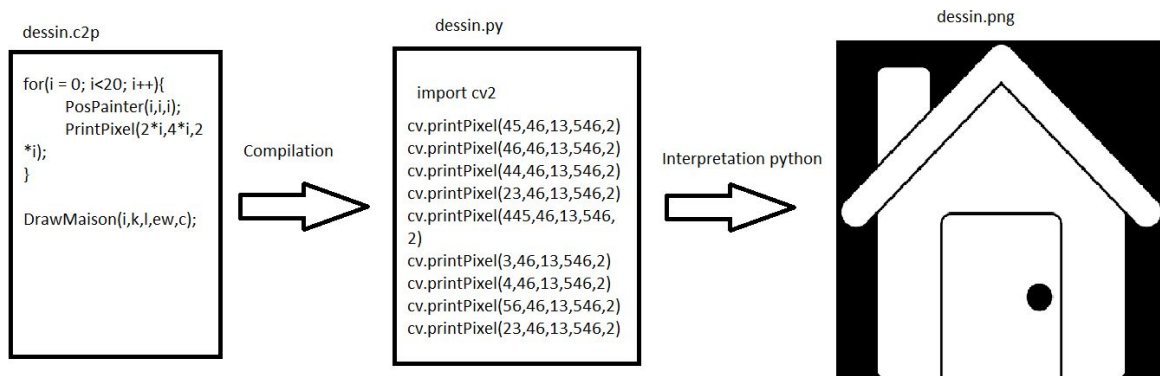 dessin.c2p
for(i = 0; i<20; i++){
PosPainter(i,i,i);
PrintPixel(2*i,4*i,2
*i);
}
DrawMaison(i,k,l,ew,c);
Compilation
dessin.py
import cv2
cv.printPixel(45,46,13,546,2)
cv.printPixel(46,46,13,546,2)
cv.printPixel(44,46,13,546,2)
cv.printPixel(23,46,13,546,2)
cv.printPixel(445,46,13,546,
2)
cv.printPixel(3,46,13,546,2)
cv.printPixel(4,46,13,546,2)
cv.printPixel(56,46,13,546,2)
cv.printPixel(23,46,13,546,2)
Interpretation python
dessin.png